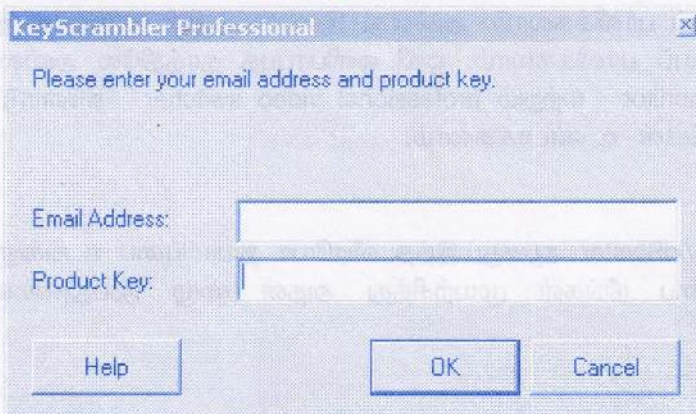 KeyScrambler Professional
Please enter your email address and product key.
Email Address:
Product Key:
Help
OK
Cancel